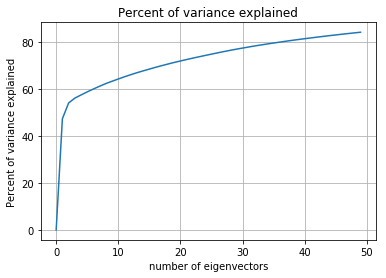 Percent of variance explained
Percent of variance explained
80
60
40
20
0
0 10 20 30 40 50
number of eigenvectors